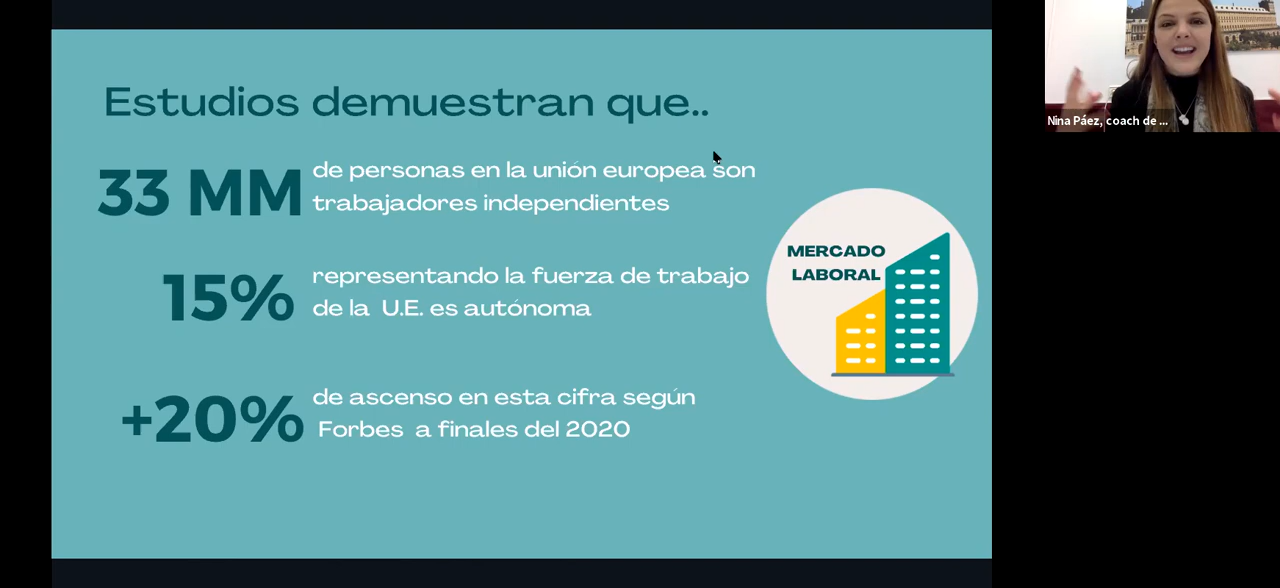 Estudios demuestran que..
33 MM
de personas en la unión europea son
trabajadores independientes
15%
representando la fuerza de trabajo
de la U.E. es autónoma
+20%
de ascenso en esta cifra según
Forbes a finales del 2020
MERCADO
LABORAL
Nina Páez, coach de ...